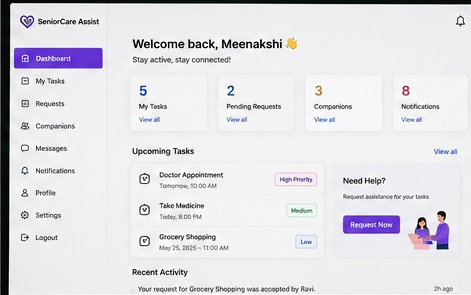 SeniorCare Assist
Dashboard
My Tasks
Requests
Companions
Messages
Notifications
Profile
Settings
Logout
Welcome back, Meenakshi 👋
Stay active, stay connected!
5
My Tasks
View all
2
Pending Requests
View all
3
Companions
View all
8
Notifications
View all
Upcoming Tasks
View all
Doctor Appointment
Tomorrow, 10:00 AM
High Priority
Take Medicine
Today, 8:00 PM
Medium
Grocery Shopping
May 25, 2025 – 11:00 AM
Low
Need Help?
Request assistance for your tasks
Request Now
Recent Activity
Your request for Grocery Shopping was accepted by Ravi.
2h ago